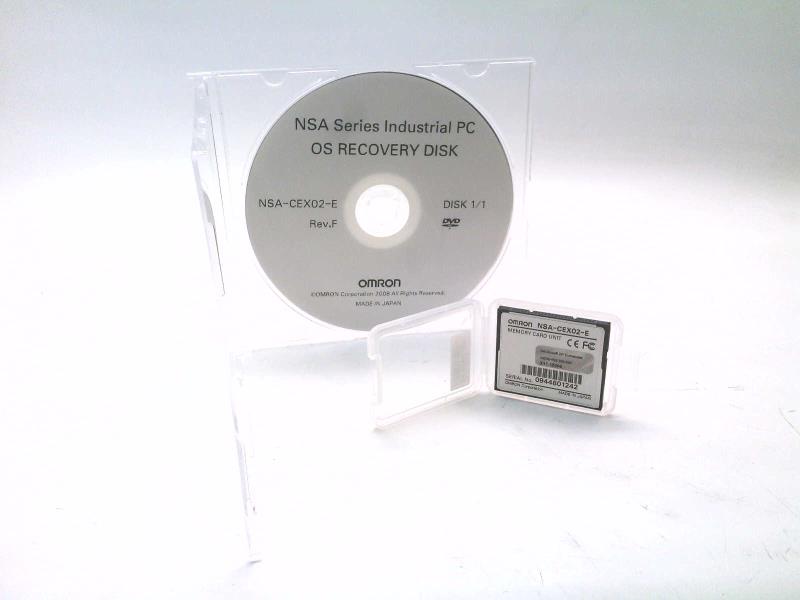 NSA Series Industrial PC
OS RECOVERY DISK
NSA-CEX02-E
DISK 1/1
Rev.F
DVD
OMRON
©OMRON Corporation 2008 All Rights Reserved.
MADE IN JAPAN
OMRON NSA-CEX02-E
MEMORY CARD UNIT
CE FC
SERIAL No. 0944601242
OMRON Corporation
MADE IN JAPAN